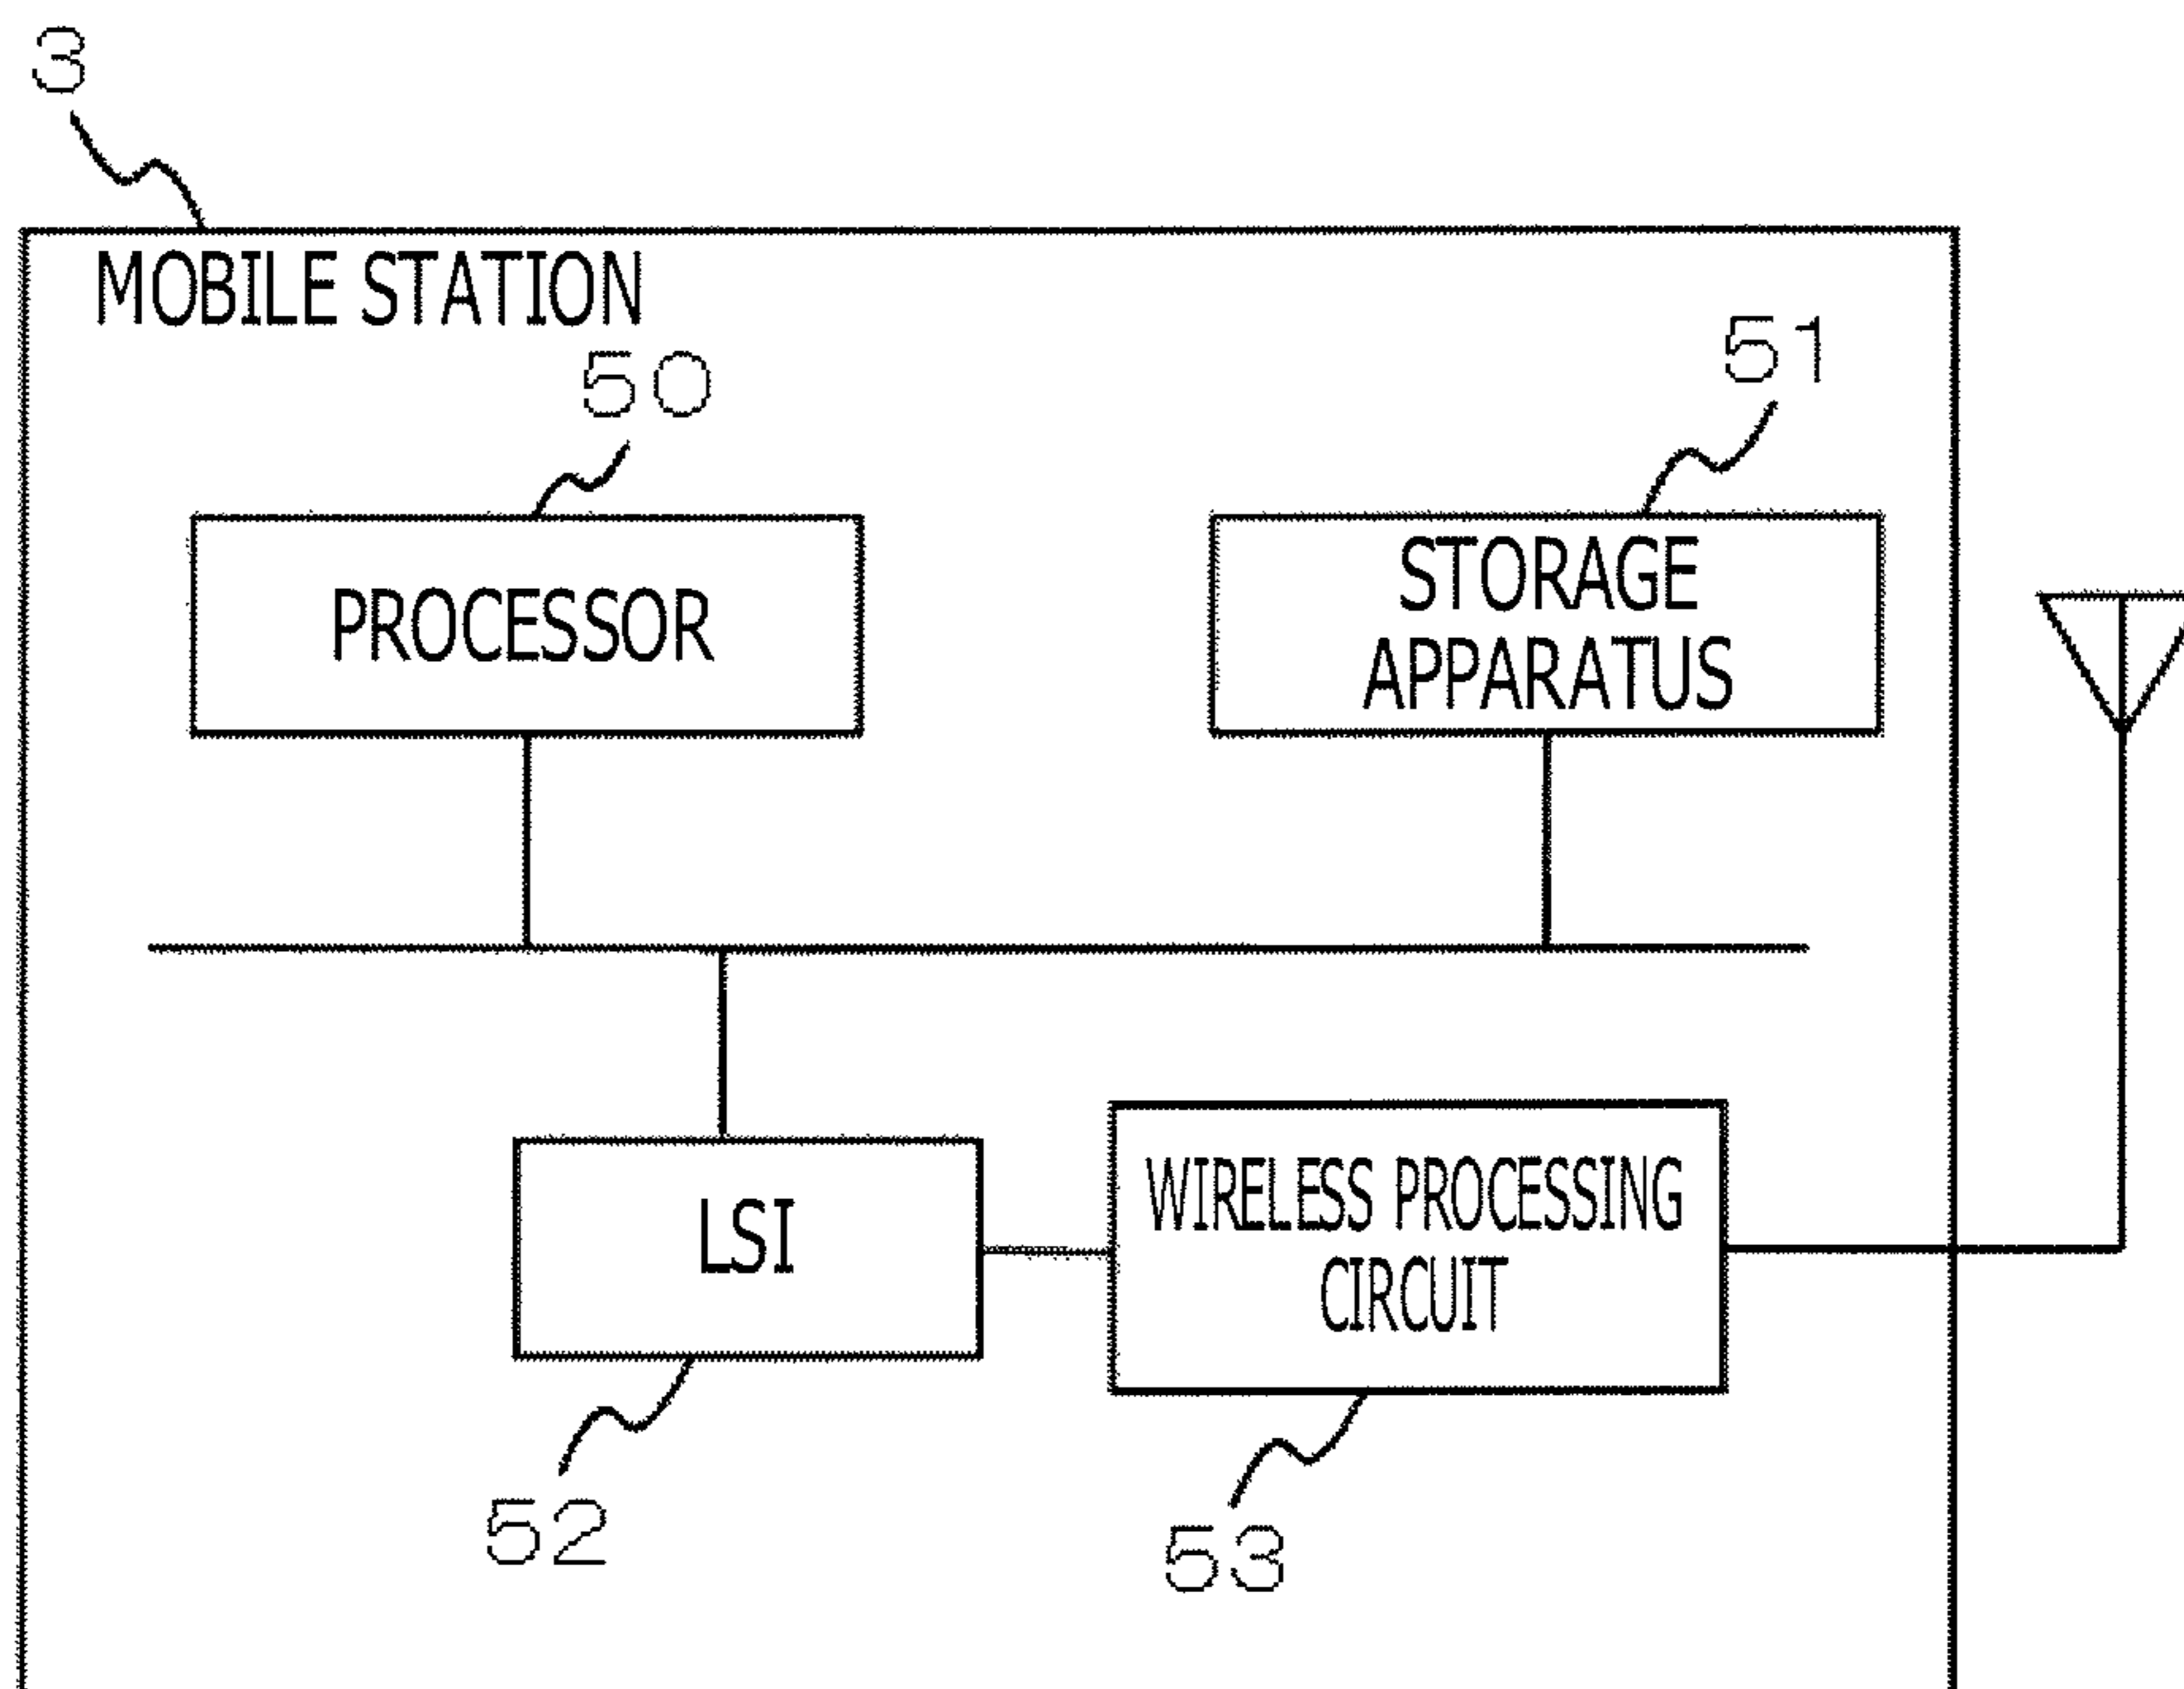 3
MOBILE STATION
50
51
PROCESSOR
STORAGE
APPARATUS
LSI
WIRELESS PROCESSING
CIRCUIT
52
53